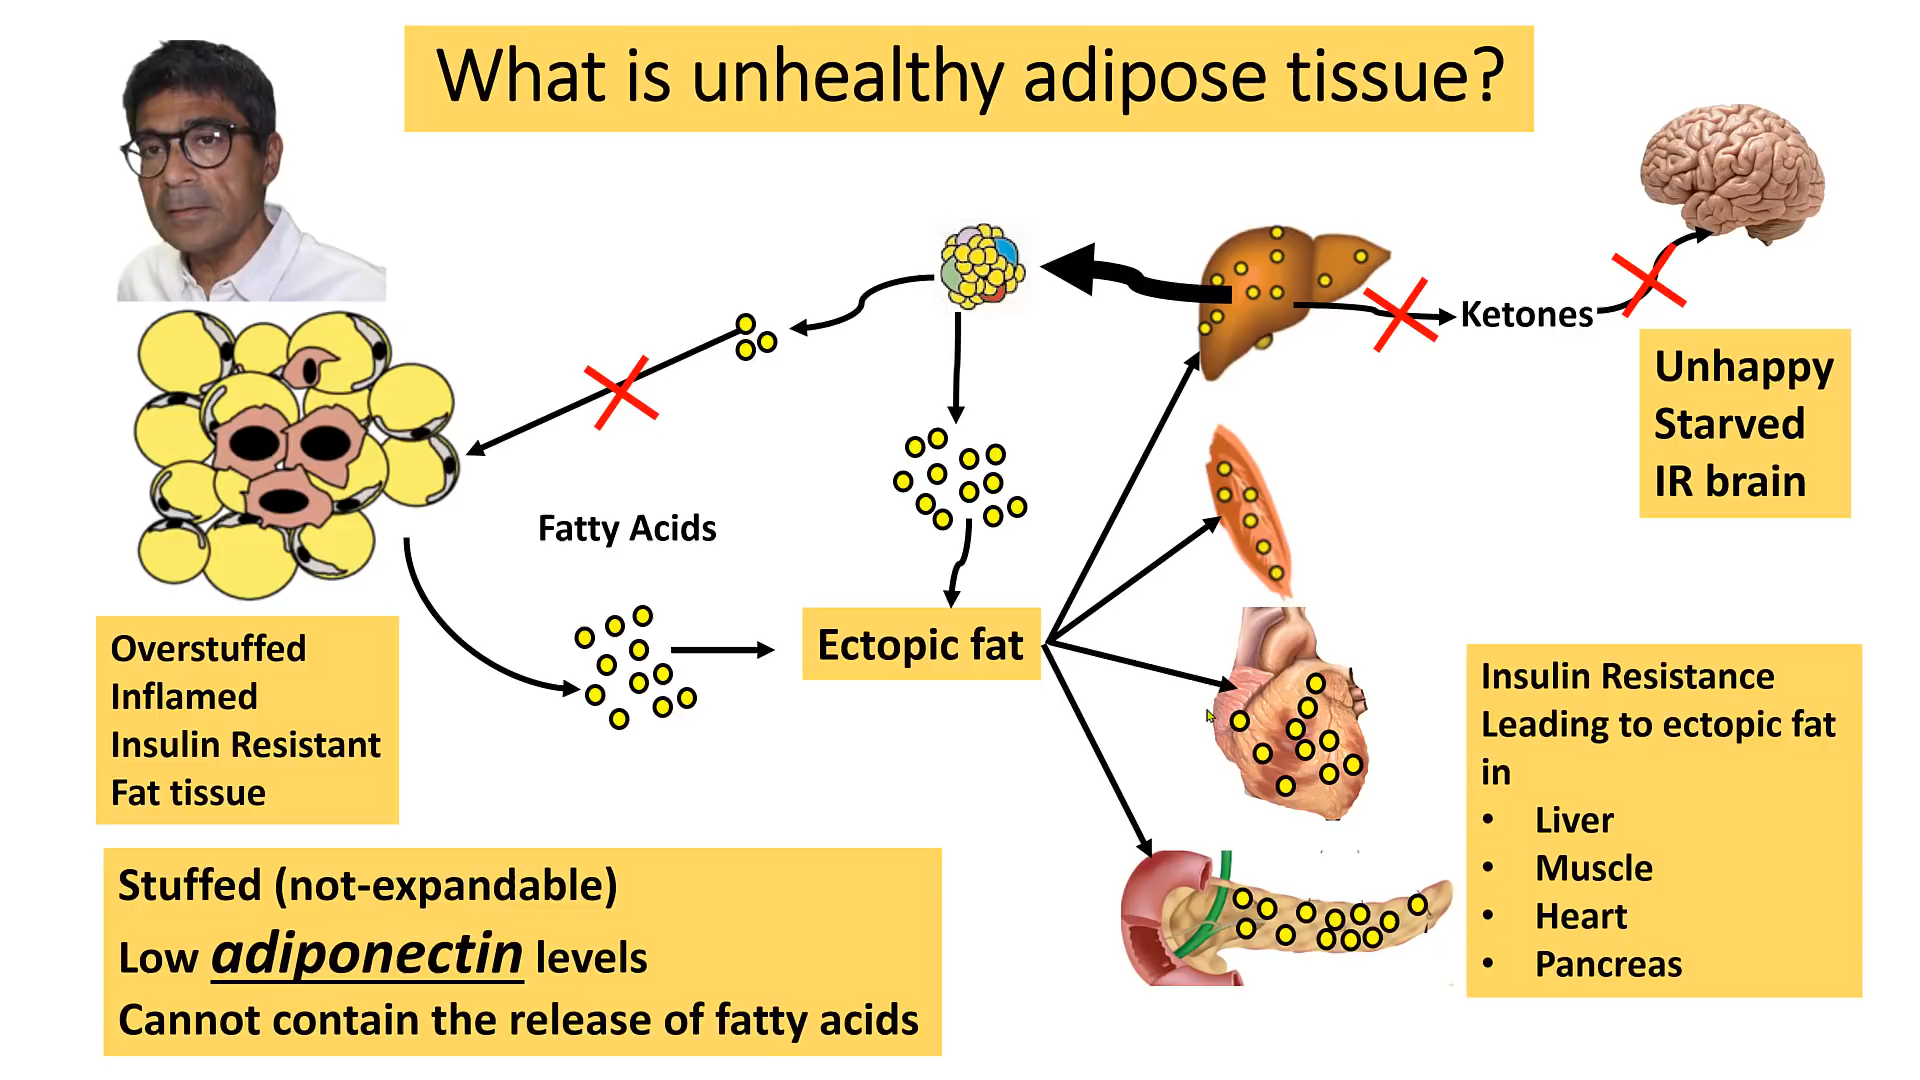 What is unhealthy adipose tissue?
Ketones
Unhappy
Starved
IR brain
Fatty Acids
Ectopic fat
Overstuffed
Inflamed
Insulin Resistant
Fat tissue
Insulin Resistance
Leading to ectopic fat
in
• Liver
• Muscle
• Heart
• Pancreas
Stuffed (not-expandable)
Low adiponectin levels
Cannot contain the release of fatty acids